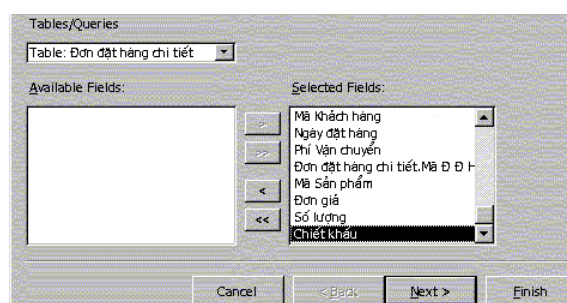 Tables/Queries
Table: Đơn đặt hàng chi tiết
Available Fields:
Selected Fields:
Mã Khách hàng
Ngày đặt hàng
Phí Vận chuyển
Đơn đặt hàng chi tiết.Mã Đ Đ H
Mã Sản phẩm
Đơn giá
Số lượng
Chiết khấu
>
>>
<
<<
Cancel
< Back
Next >
Finish